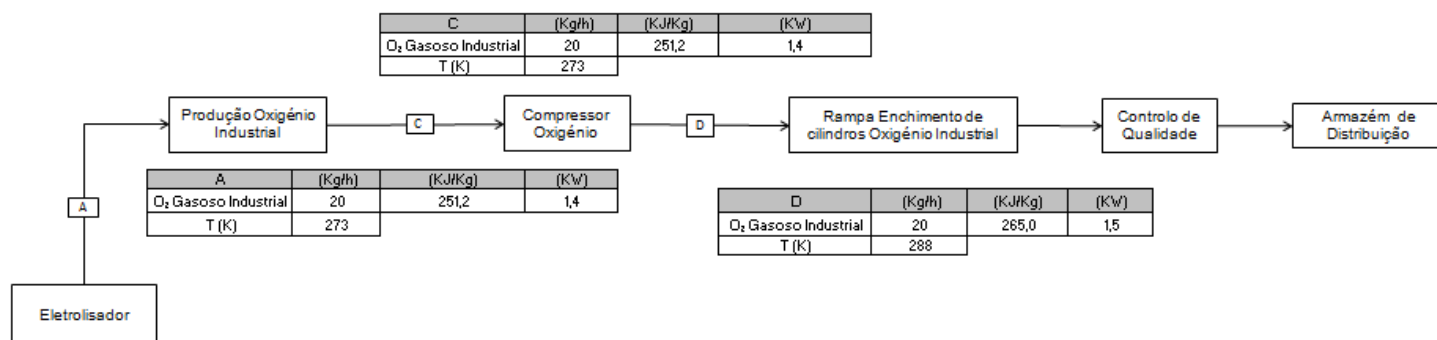 C (Kg/h) (KJ/Kg) (KW)
O₂ Gasoso Industrial 20 251,2 1,4
T (K) 273
Produção Oxigénio
Industrial
C
Compressor
Oxigénio
D
Rampa Enchimento de
cilindros Oxigénio Industrial
Controlo de
Qualidade
Armazém de
Distribuição
A
A (Kg/h) (KJ/Kg) (KW)
O₂ Gasoso Industrial 20 251,2 1,4
T (K) 273
D (Kg/h) (KJ/Kg) (KW)
O₂ Gasoso Industrial 20 265,0 1,5
T (K) 288
Eletrolisador